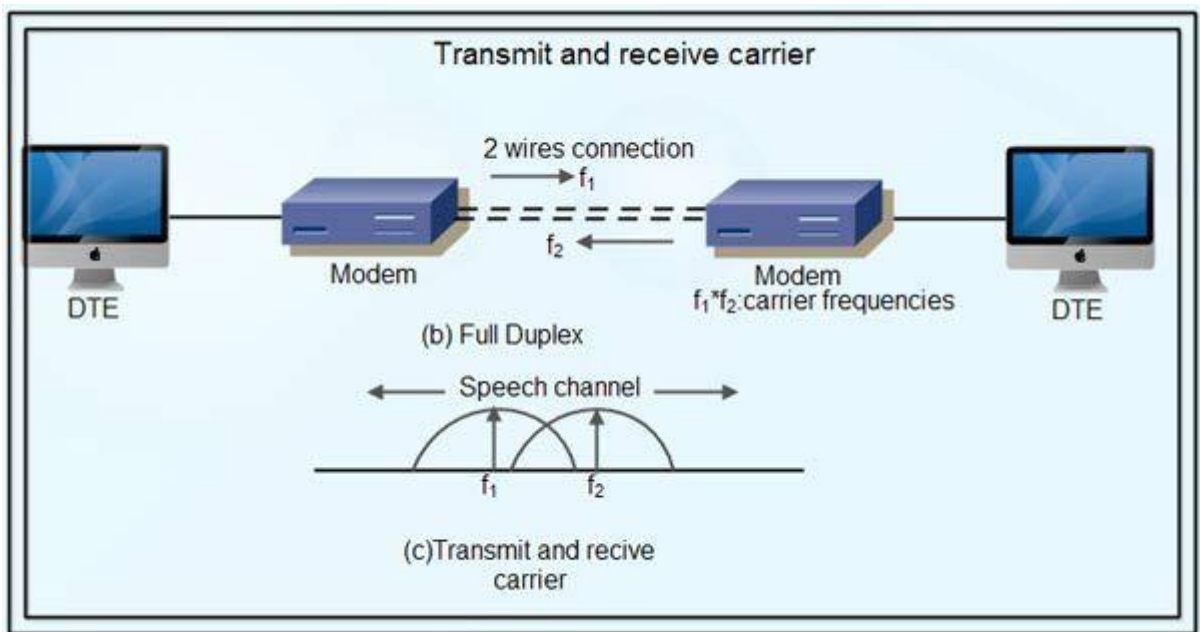 Transmit and receive carrier
2 wires connection
f₁
f₂
Modem
Modem
f₁*f₂:carrier frequencies
DTE
DTE
(b) Full Duplex
Speech channel
f₁
f₂
(c)Transmit and recive
carrier